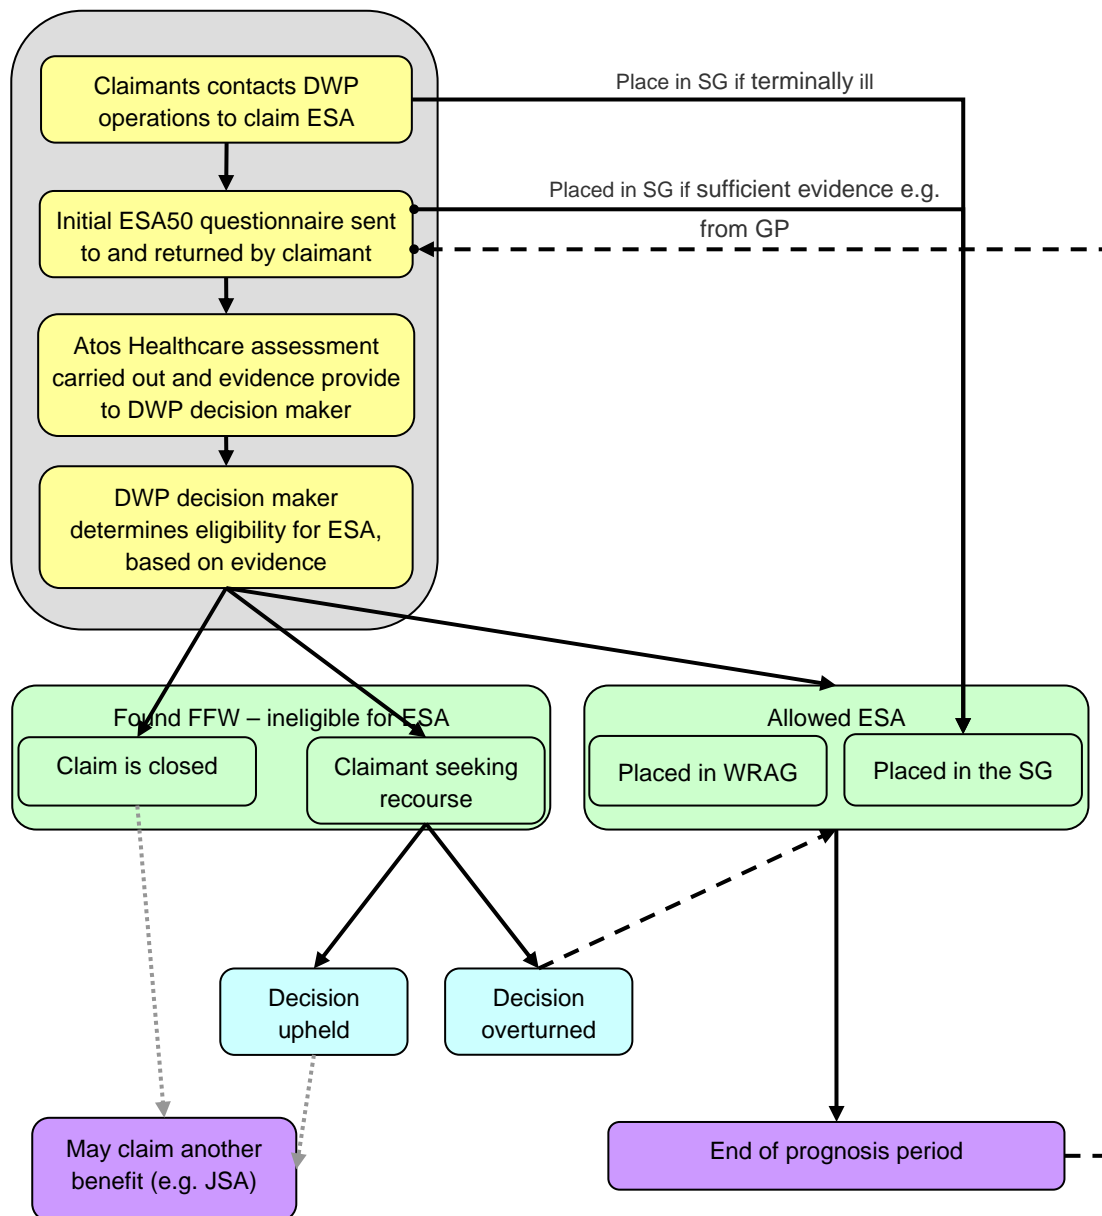 Claimants contacts DWP
operations to claim ESA
Place in SG if terminally ill
Initial ESA50 questionnaire sent
to and returned by claimant
Placed in SG if sufficient evidence e.g.
from GP
Atos Healthcare assessment
carried out and evidence provide
to DWP decision maker
DWP decision maker
determines eligibility for ESA,
based on evidence
Found FFW – ineligible for ESA
Claim is closed
Claimant seeking
recourse
Allowed ESA
Placed in WRAG
Placed in the SG
Decision
upheld
Decision
overturned
May claim another
benefit (e.g. JSA)
End of prognosis period